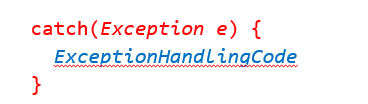 catch(Exception e) {
ExceptionHandlingCode
}